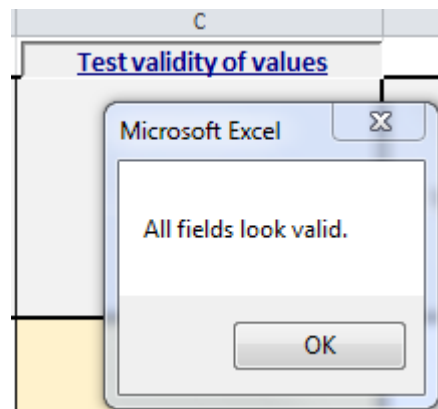 C
Test validity of values
Microsoft Excel
All fields look valid.
OK